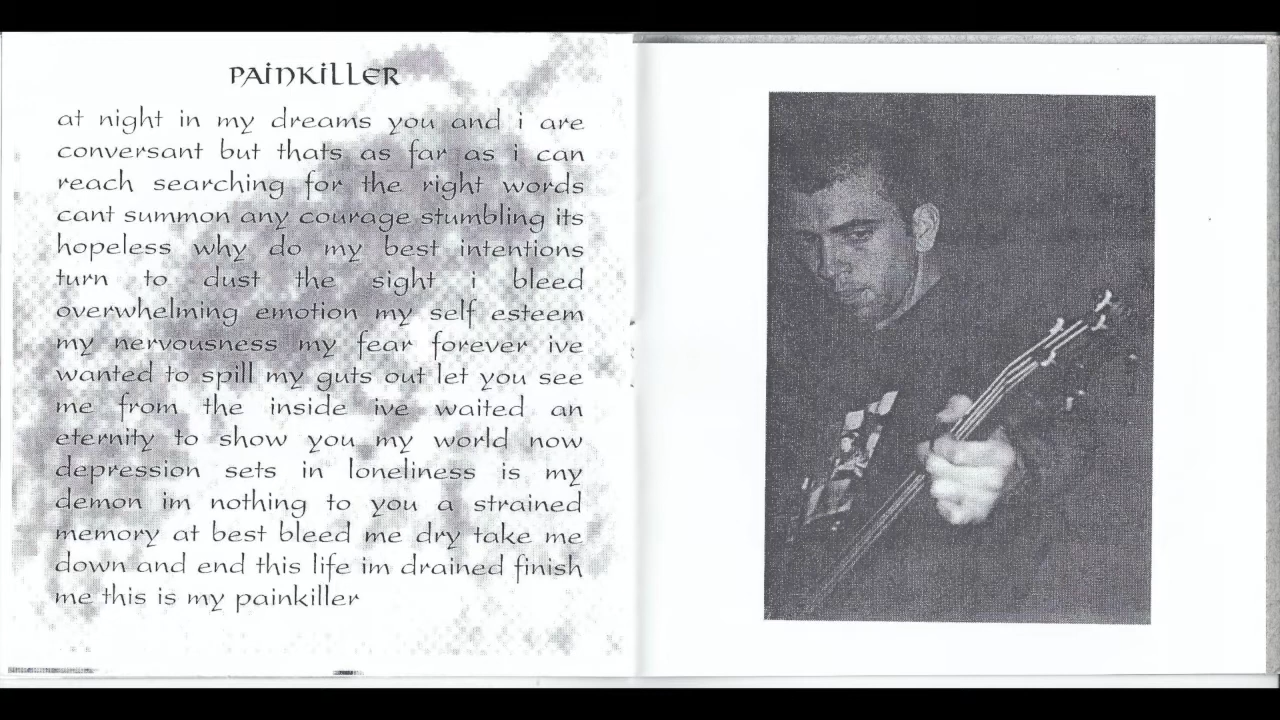 PAINKILLER
at night in my dreams you and i are
conversant but thats as far as i can
reach searching for the right words
cant summon any courage stumbling its
hopeless why do my best intentions
turn to dust the sight i bleed
overwhelming emotion my self esteem
my nervousness my fear forever ive
wanted to spill my guts out let you see
me from the inside ive waited an
eternity to show you my world now
depression sets in loneliness is my
demon im nothing to you a strained
memory at best bleed me dry take me
down and end this life im drained finish
me this is my painkiller